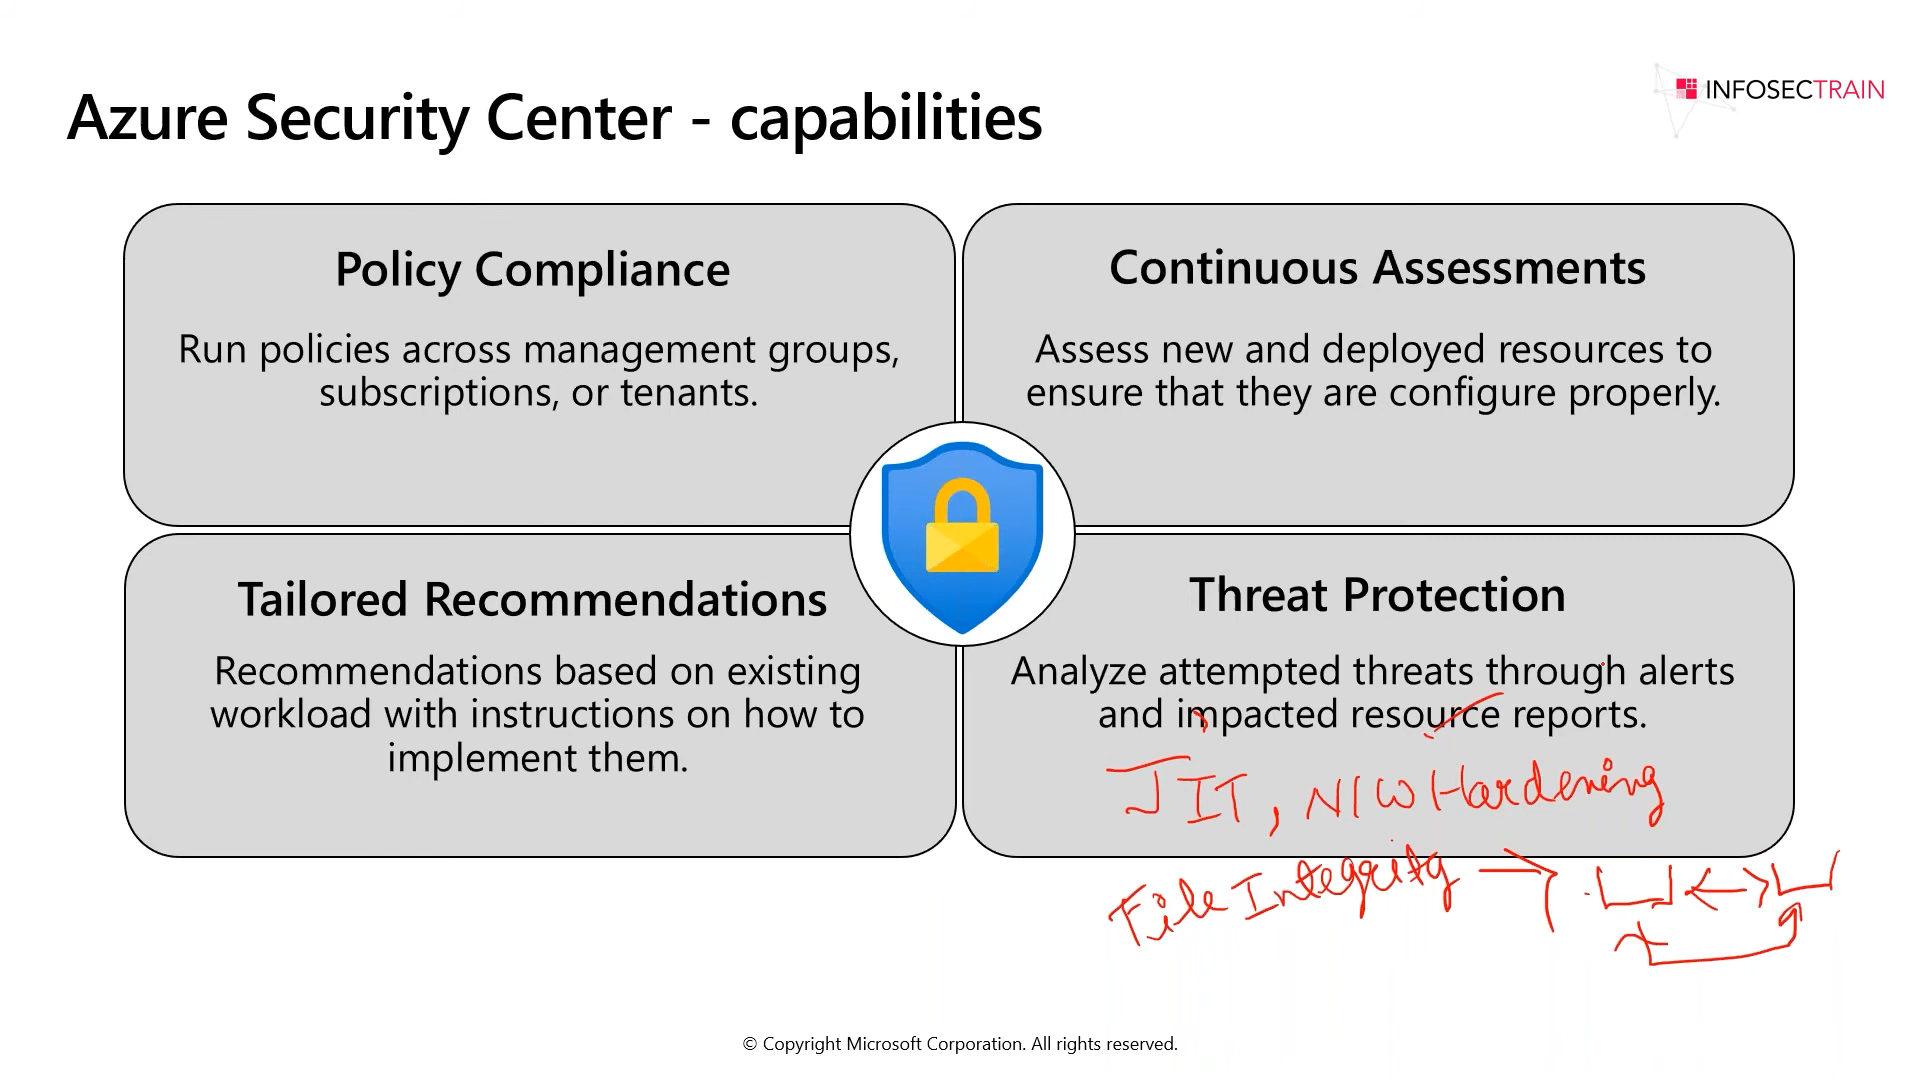 INFOSECTRAIN
Azure Security Center - capabilities
Policy Compliance
Run policies across management groups,
subscriptions, or tenants.
Continuous Assessments
Assess new and deployed resources to
ensure that they are configure properly.
Tailored Recommendations
Recommendations based on existing
workload with instructions on how to
implement them.
Threat Protection
Analyze attempted threats through alerts
and impacted resource reports.
JIT, N/W Hardening
File Integrity
© Copyright Microsoft Corporation. All rights reserved.